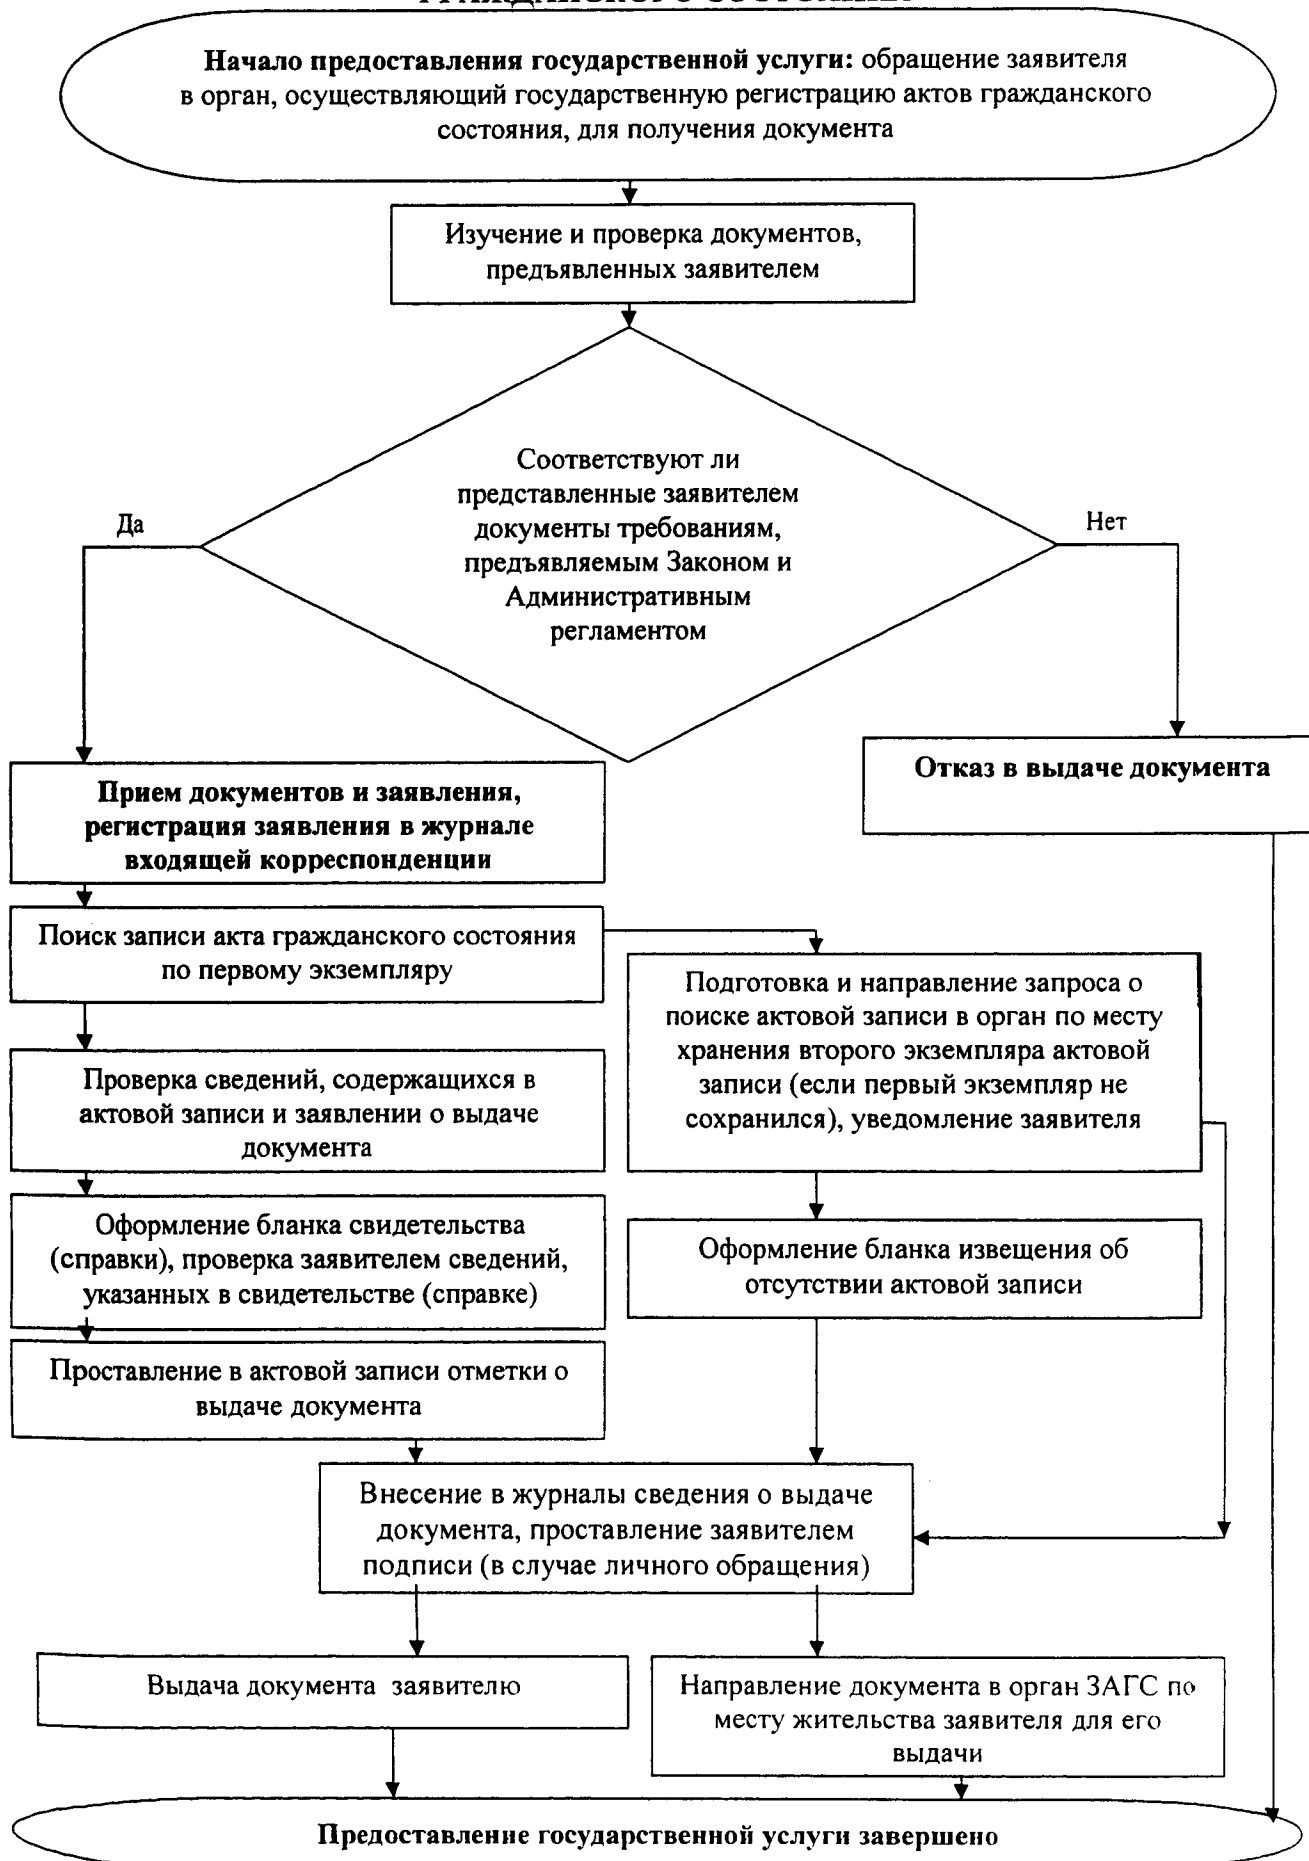 Начало предоставления государственной услуги: обращение заявителя
в орган, осуществляющий государственную регистрацию актов гражданского
состояния, для получения документа
Изучение и проверка документов,
предъявленных заявителем
Соответствуют ли
представленные заявителем
документы требованиям,
предъявляемым Законом и
Административным
регламентом
Да
Нет
Отказ в выдаче документа
Прием документов и заявления,
регистрация заявления в журнале
входящей корреспонденции
Поиск записи акта гражданского состояния
по первому экземпляру
Подготовка и направление запроса о
поиске актовой записи в орган по месту
хранения второго экземпляра актовой
записи (если первый экземпляр не
сохранился), уведомление заявителя
Проверка сведений, содержащихся в
актовой записи и заявлении о выдаче
документа
Оформление бланка свидетельства
(справки), проверка заявителем сведений,
указанных в свидетельстве (справке)
Оформление бланка извещения об
отсутствии актовой записи
Проставление в актовой записи отметки о
выдаче документа
Внесение в журналы сведения о выдаче
документа, проставление заявителем
подписи (в случае личного обращения)
Выдача документа заявителю
Направление документа в орган ЗАГС по
месту жительства заявителя для его
выдачи
Предоставление государственной услуги завершено